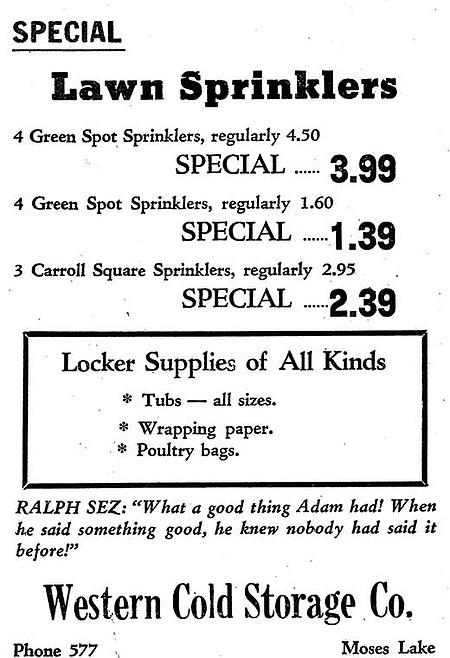 SPECIAL
Lawn Sprinklers
4 Green Spot Sprinklers, regularly 4.50
SPECIAL ...... 3.99
4 Green Spot Sprinklers, regularly 1.60
SPECIAL ......1.39
3 Carroll Square Sprinklers, regularly 2.95
SPECIAL ......2.39
Locker Supplies of All Kinds
* Tubs — all sizes.
* Wrapping paper.
* Poultry bags.
RALPH SEZ: “What a good thing Adam had! When
he said something good, he knew nobody had said it
before!”
Western Cold Storage Co.
Phone 577
Moses Lake